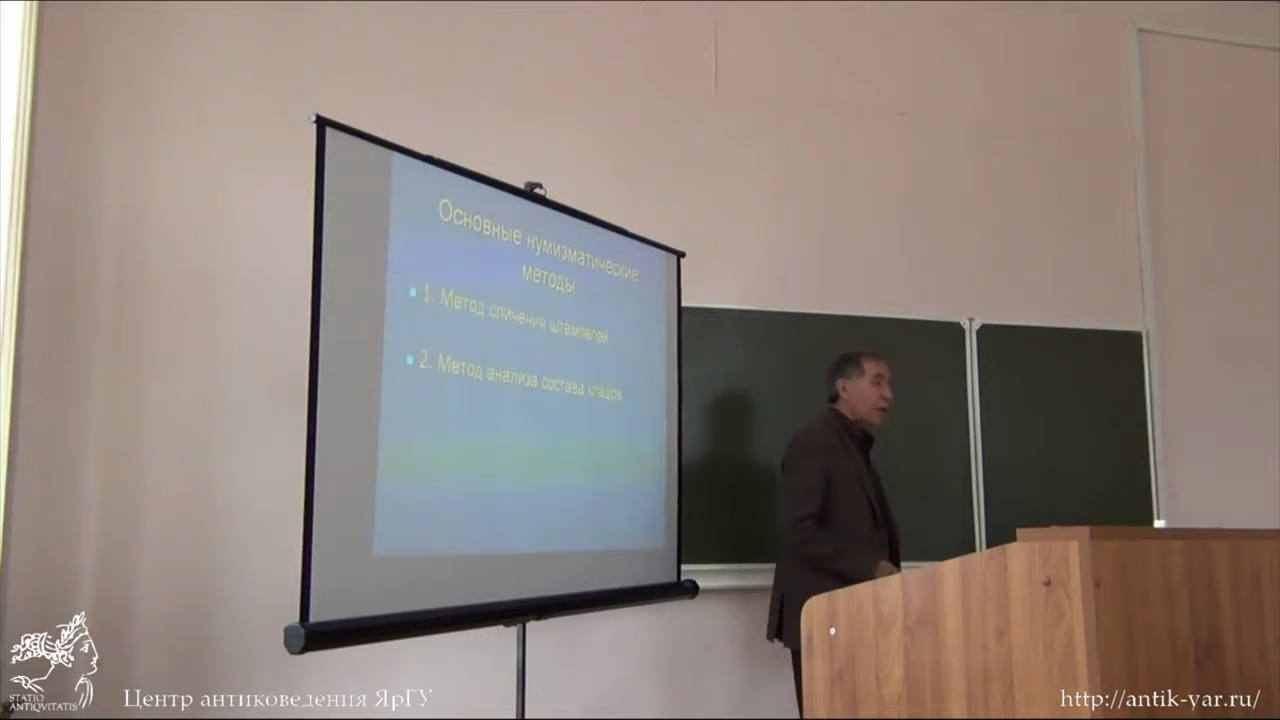 Основные нумизматические
методы
1. Метод сличения штемпелей
2. Метод анализа состава кладов
STATIO
ANTIQVITATIS
Центр антиковедения ЯрГУ
http://antik-yar.ru/